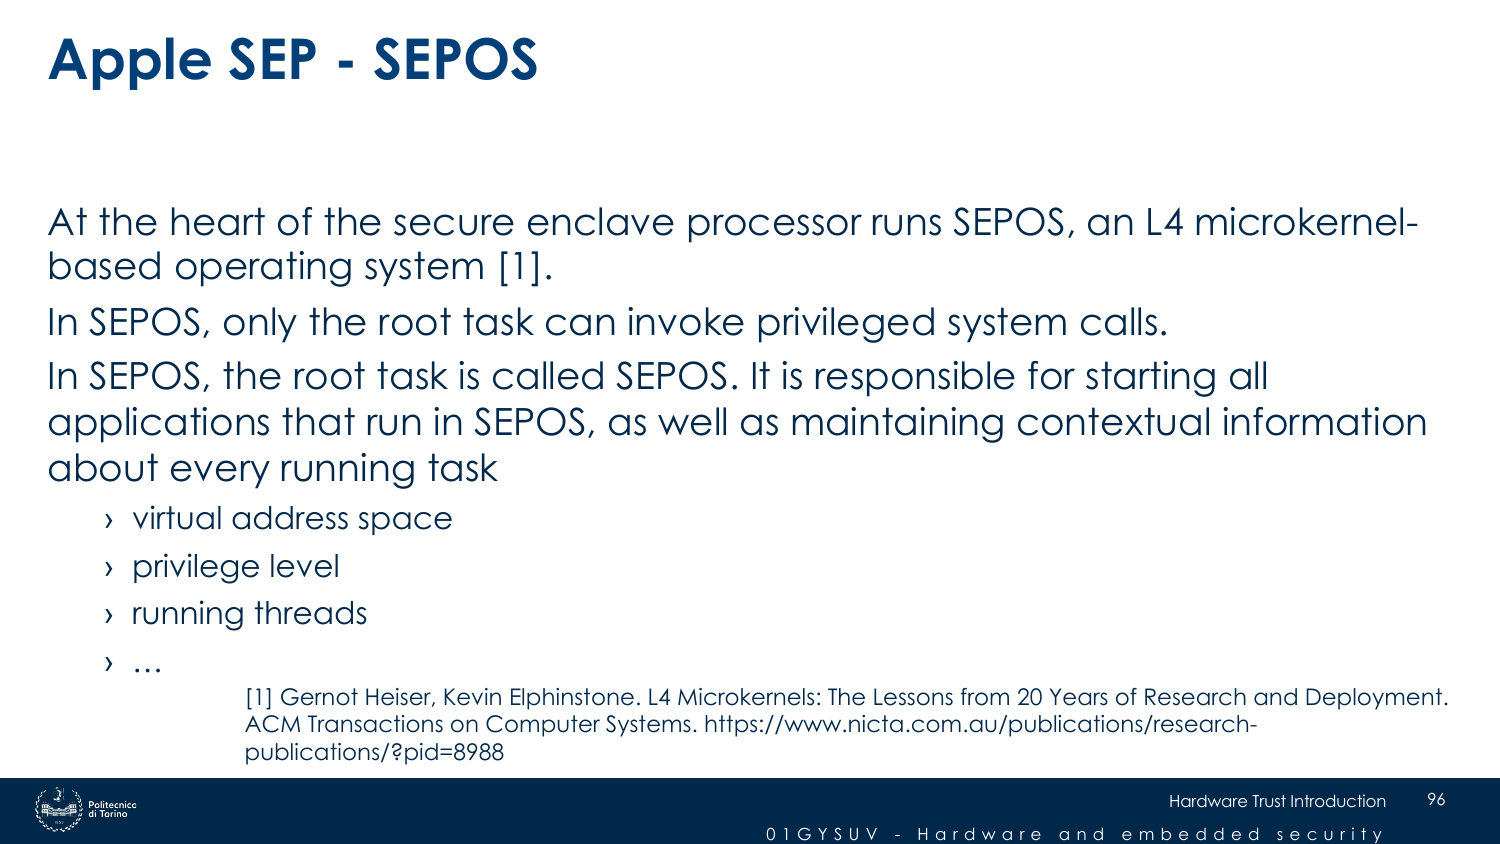 Apple SEP - SEPOS
At the heart of the secure enclave processor runs SEPOS, an L4 microkernel-
based operating system [1].
In SEPOS, only the root task can invoke privileged system calls.
In SEPOS, the root task is called SEPOS. It is responsible for starting all
applications that run in SEPOS, as well as maintaining contextual information
about every running task
› virtual address space
› privilege level
› running threads
› …
[1] Gernot Heiser, Kevin Elphinstone. L4 Microkernels: The Lessons from 20 Years of Research and Deployment.
ACM Transactions on Computer Systems. https://www.nicta.com.au/publications/research-
publications/?pid=8988
Politecnico
di Torino
Hardware Trust Introduction 96
01GYSUV - Hardware and embedded security